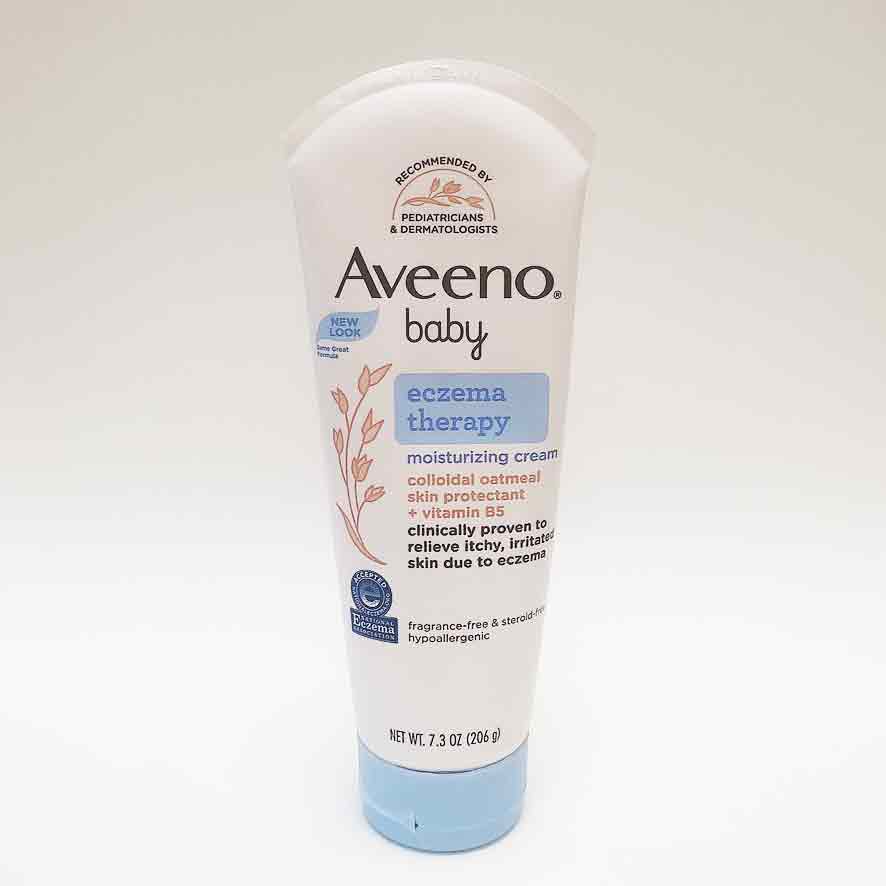 RECOMMENDED BY
PEDIATRICIANS
& DERMATOLOGISTS
Aveeno®
baby
NEW
LOOK
Same Great
Formula
eczema
therapy
moisturizing cream
colloidal oatmeal
skin protectant
+ vitamin B5
clinically proven to
relieve itchy, irritated
skin due to eczema
ACCEPTED
NATIONALECZEMA.ORG
NATIONAL
Eczema
ASSOCIATION
fragrance-free & steroid-free
hypoallergenic
NET WT. 7.3 OZ (206 g)